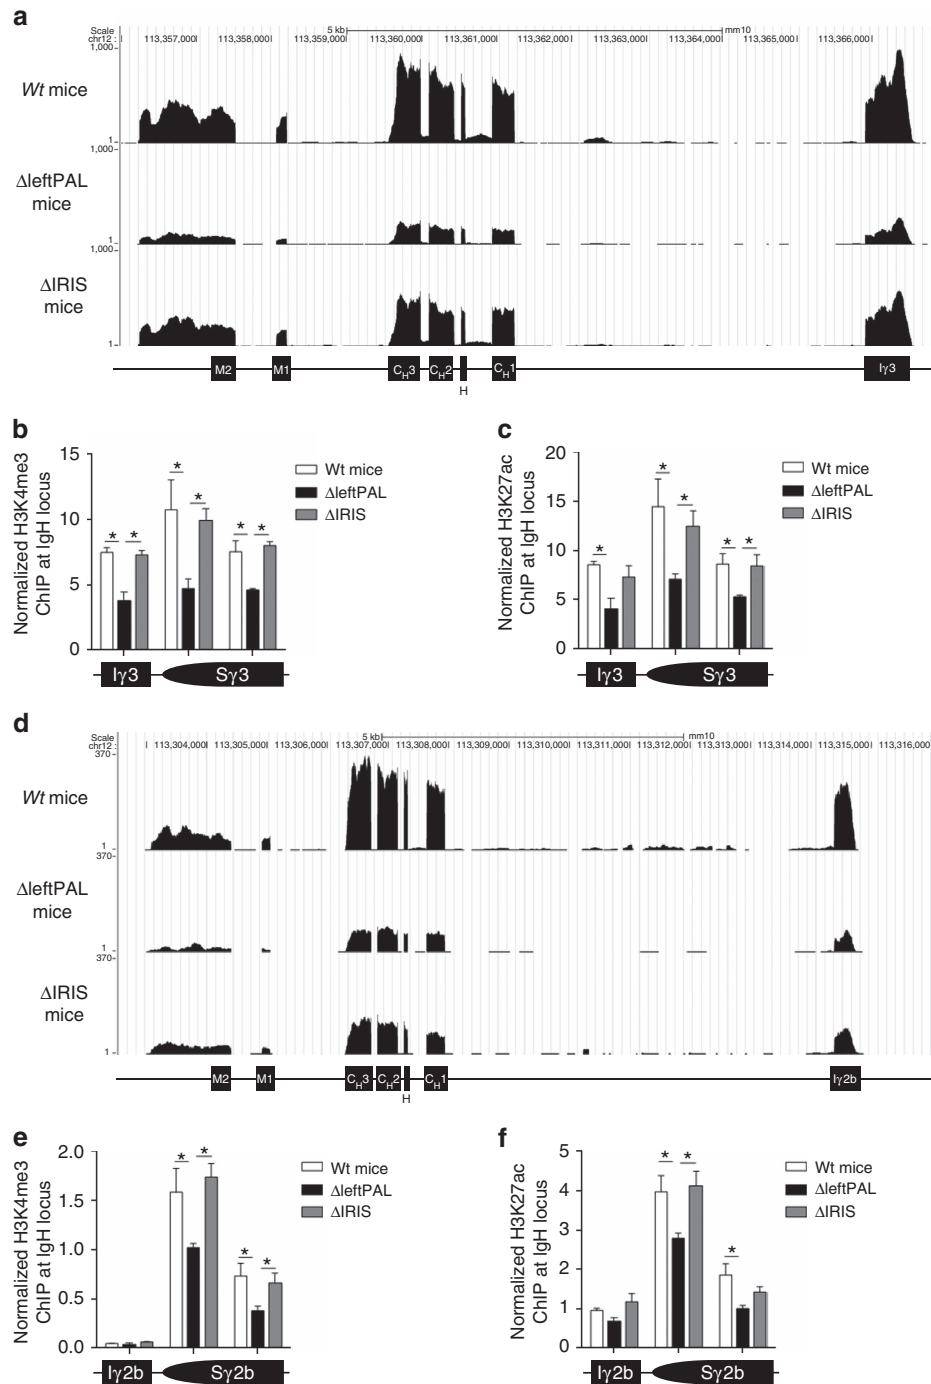 a
Scale 5 kb mm10
chr12 : 113,357,000 113,358,000 113,359,000 113,360,000 113,361,000 113,362,000 113,363,000 113,364,000 113,365,000 113,366,000
1,000
Wt mice
1
1,000
ΔleftPAL
mice
1
1,000
ΔIRIS
mice
1
M2 M1 CH3 CH2 CH1 Iγ3
H
b
Normalized H3K4me3
ChIP at IgH locus
15
10
5
0
* * * * * *
Wt mice
ΔleftPAL
ΔIRIS
Iγ3 Sγ3
c
Normalized H3K27ac
ChIP at IgH locus
20
15
10
5
0
* * * * *
Wt mice
ΔleftPAL
ΔIRIS
Iγ3 Sγ3
d
Scale 5 kb mm10
chr12 : 113,304,000 113,305,000 113,306,000 113,307,000 113,308,000 113,309,000 113,310,000 113,311,000 113,312,000 113,313,000 113,314,000 113,315,000 113,316,000
370
Wt mice
1
370
ΔleftPAL
mice
1
370
ΔIRIS
mice
1
M2 M1 CH3 CH2 CH1 Iγ2b
H
e
Normalized H3K4me3
ChIP at IgH locus
2.0
1.5
1.0
0.5
0.0
* * * *
Wt mice
ΔleftPAL
ΔIRIS
Iγ2b Sγ2b
f
Normalized H3K27ac
ChIP at IgH locus
5
4
3
2
1
0
* * *
Wt mice
ΔleftPAL
ΔIRIS
Iγ2b Sγ2b